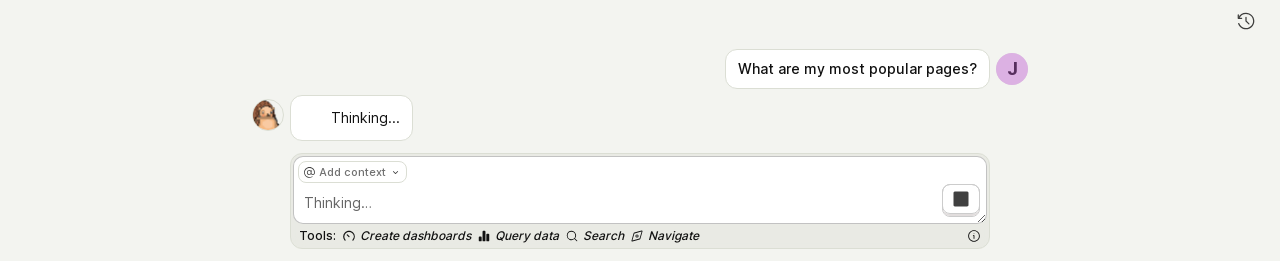 What are my most popular pages?
J
Thinking...
@ Add context
Thinking...
Tools: Create dashboards Query data Search Navigate